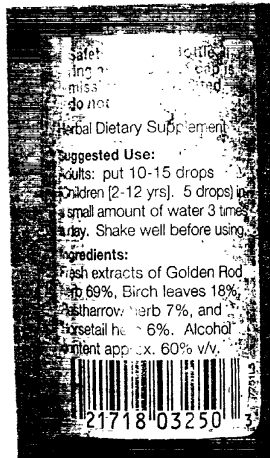 Herbal Dietary Supplement
Suggested Use:
Adults: put 10-15 drops
Children [2-12 yrs]. 5 drops) in
a small amount of water 3 times
a day. Shake well before using.
Ingredients:
Fresh extracts of Golden Rod
herb 69%, Birch leaves 18%,
herb 7%, and
Horsetail 6%. Alcohol
content approx. 60% v/v.
21718 03250 3